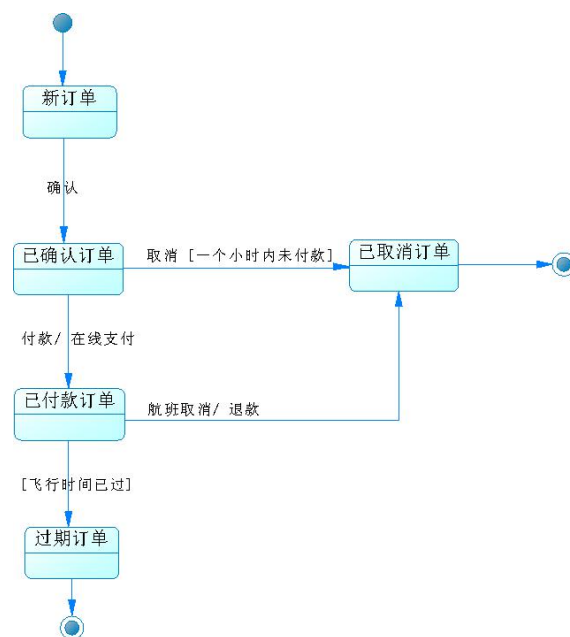 新订单
确认
已确认订单
取消 [一个小时内未付款]
已取消订单
付款/ 在线支付
已付款订单
航班取消/ 退款
[飞行时间已过]
过期订单